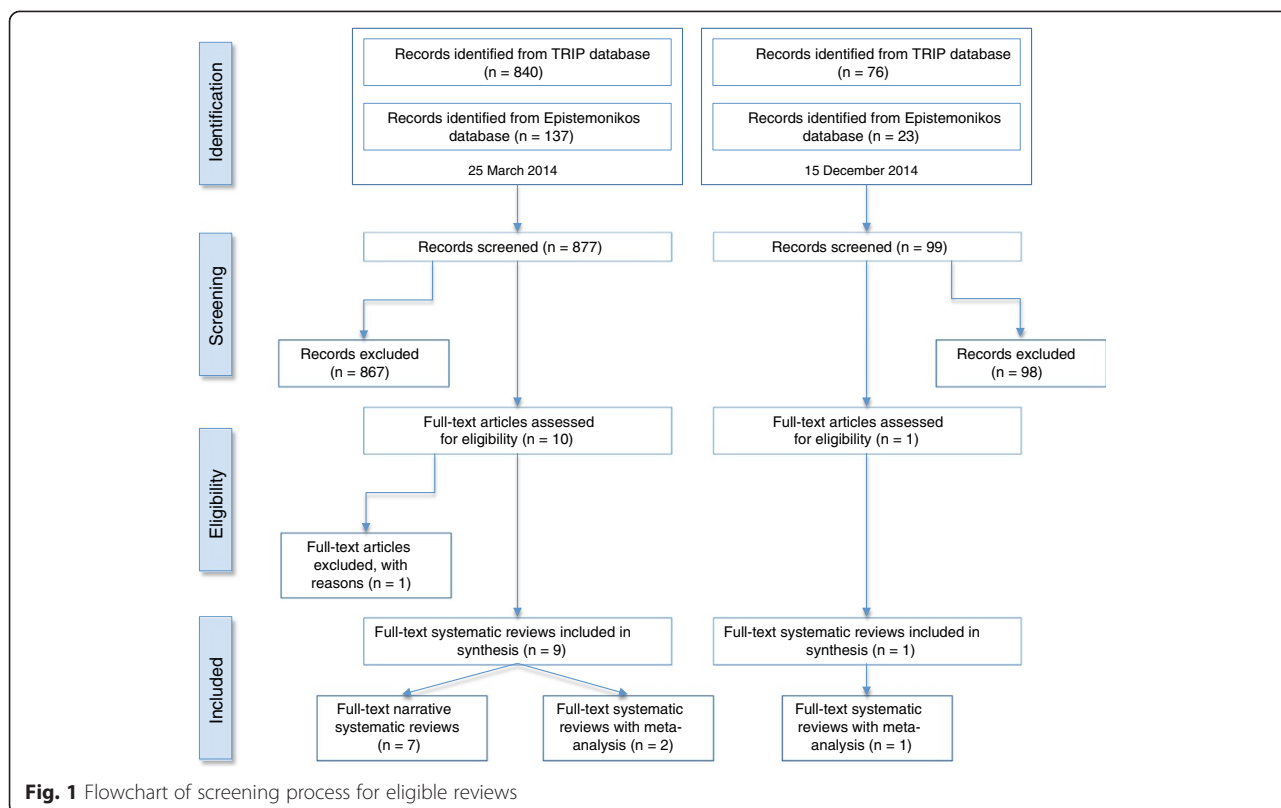 Identification
Records identified from TRIP database
(n = 840)
Records identified from Epistemonikos
database (n = 137)
25 March 2014
Records identified from TRIP database
(n = 76)
Records identified from Epistemonikos
database (n = 23)
15 December 2014
Screening
Records screened (n = 877)
Records screened (n = 99)
Records excluded
(n = 867)
Records excluded
(n = 98)
Eligibility
Full-text articles assessed
for eligibility (n = 10)
Full-text articles assessed
for eligibility (n = 1)
Full-text articles
excluded, with
reasons (n = 1)
Included
Full-text systematic reviews included in
synthesis (n = 9)
Full-text systematic reviews included in
synthesis (n = 1)
Full-text narrative
systematic reviews
(n = 7)
Full-text systematic
reviews with meta-
analysis (n = 2)
Full-text systematic
reviews with meta-
analysis (n = 1)
Fig. 1 Flowchart of screening process for eligible reviews